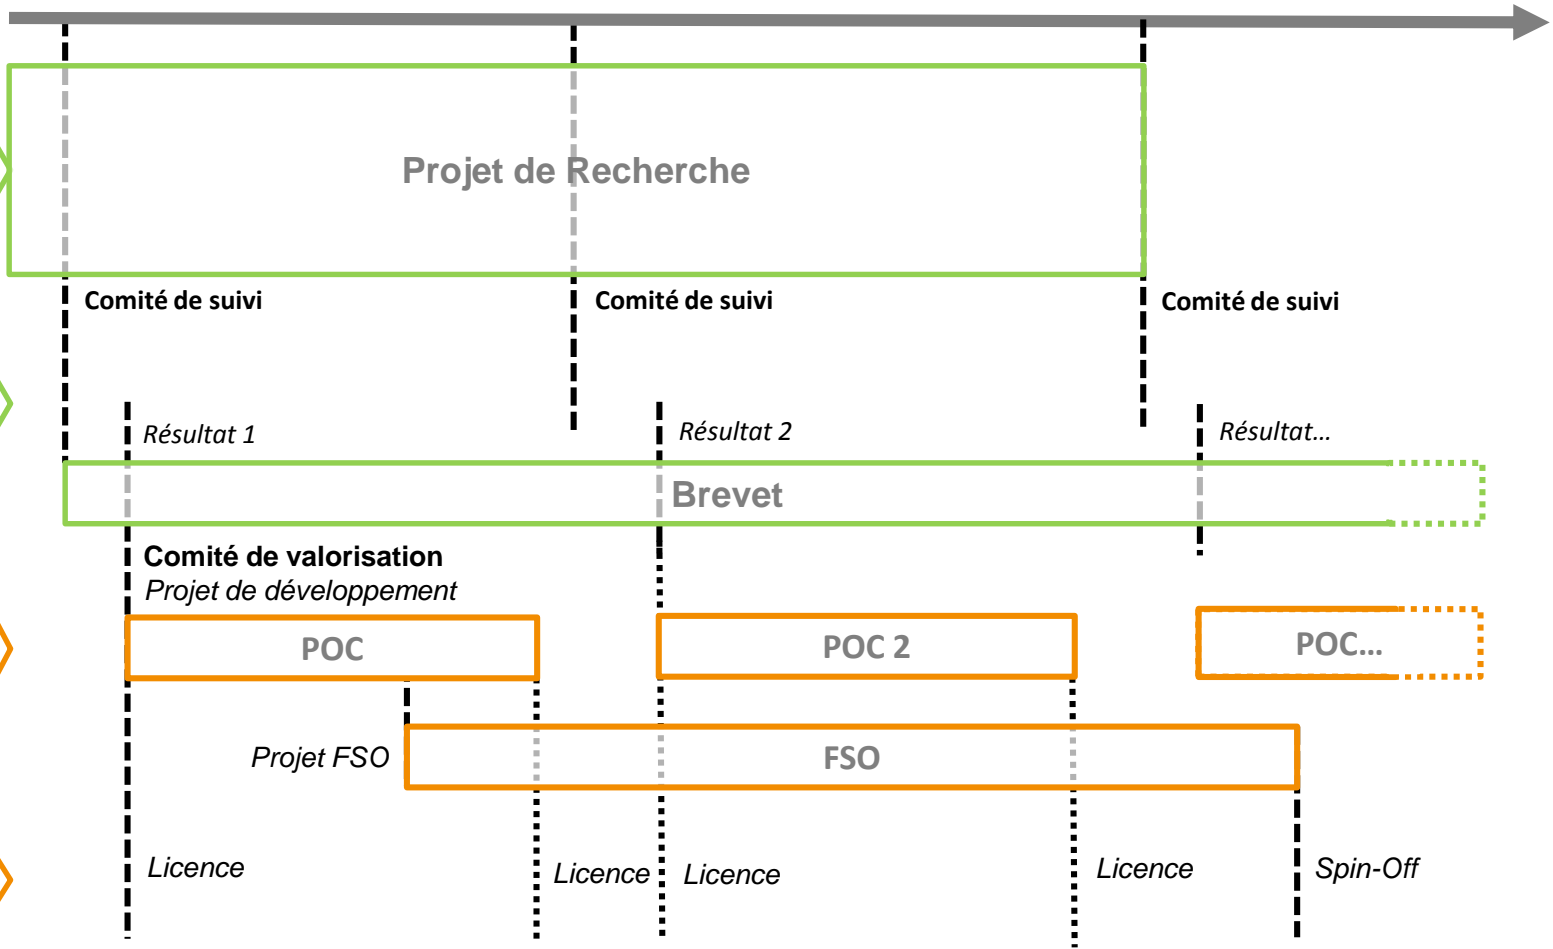 Projet de Recherche
Comité de suivi
Comité de suivi
Comité de suivi
Résultat 1
Résultat 2
Résultat...
Brevet
Comité de valorisation
Projet de développement
POC
POC 2
POC...
Projet FSO
FSO
Licence
Licence
Licence
Licence
Spin-Off